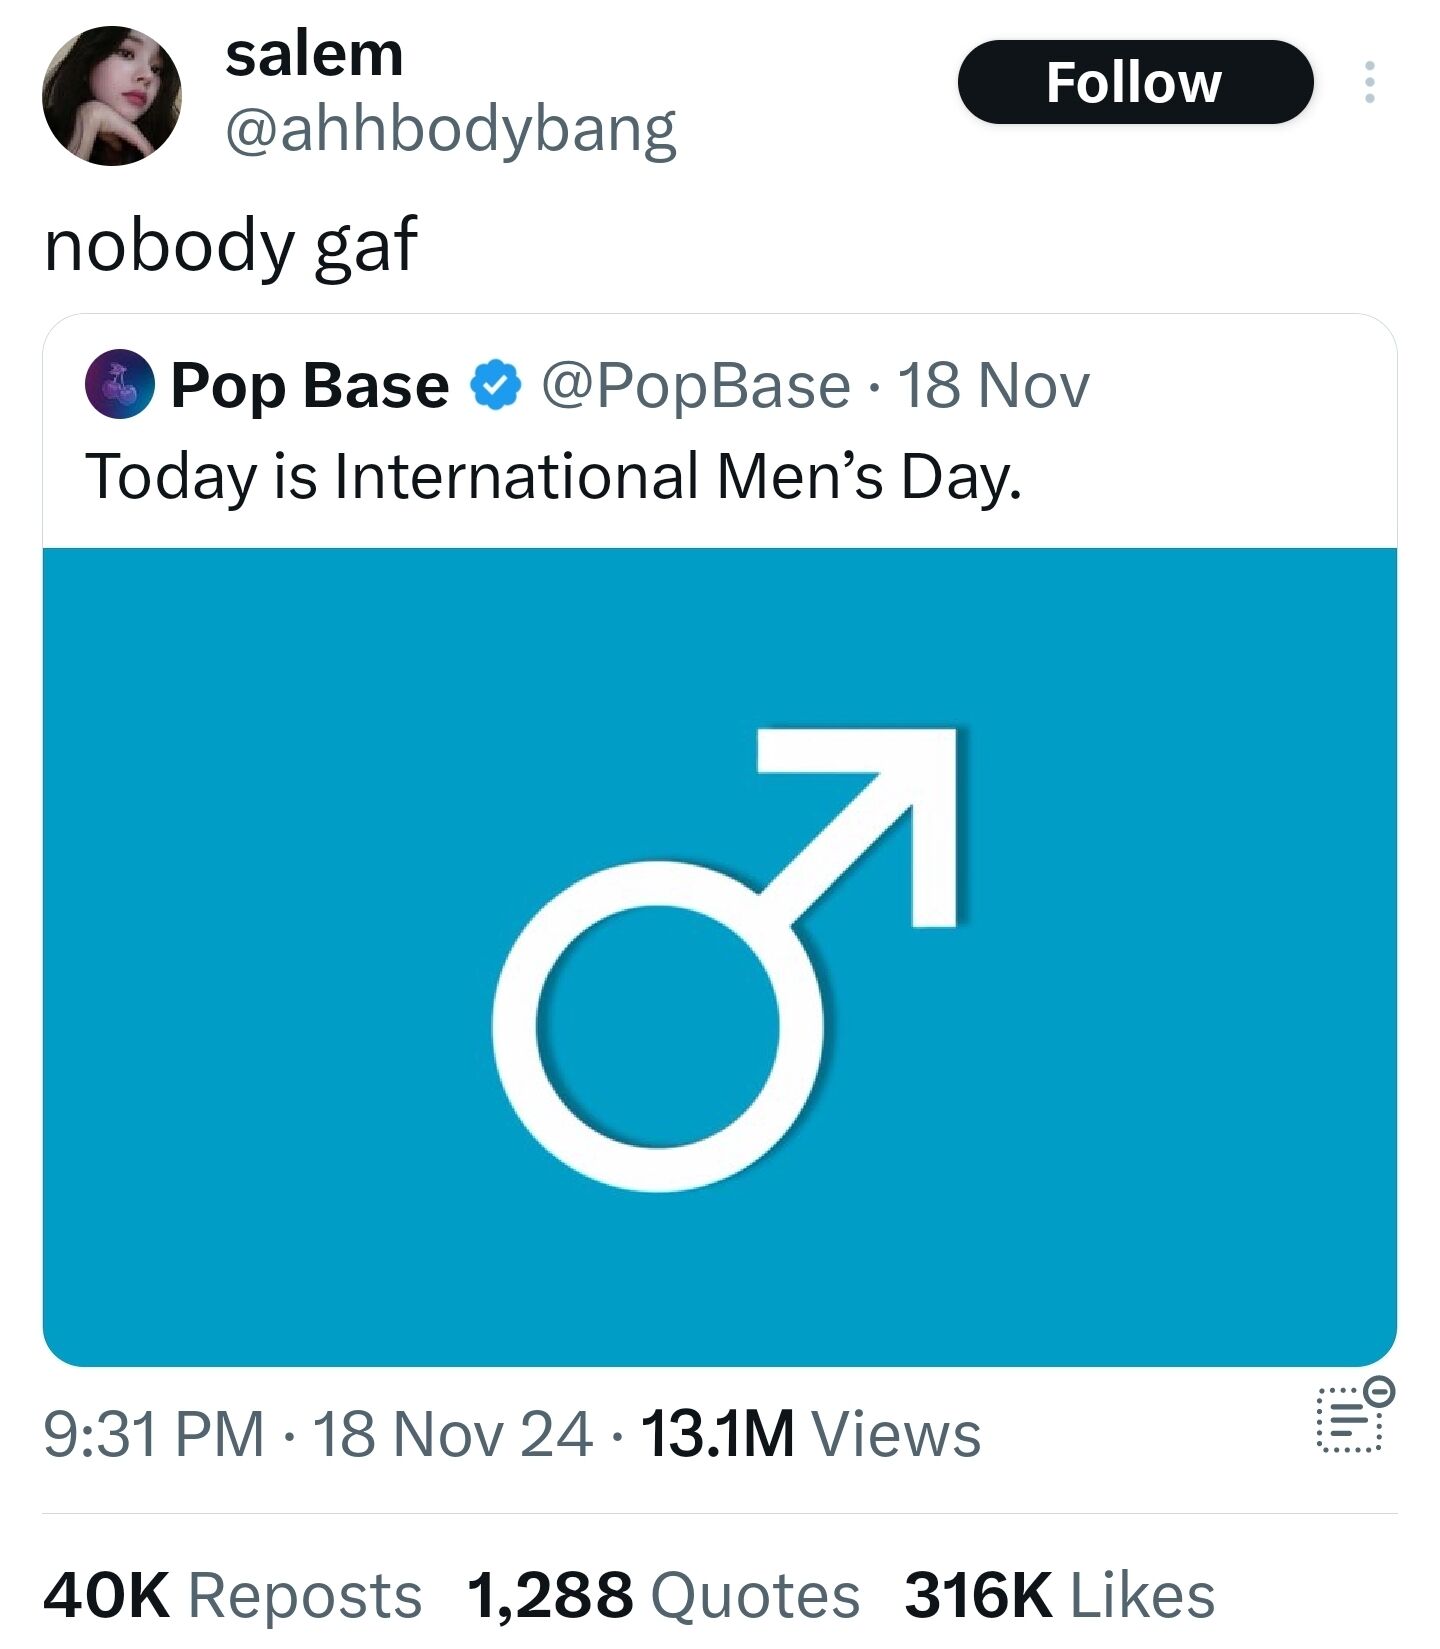 salem
@ahhbodybang
Follow
nobody gaf
Pop Base @PopBase · 18 Nov
Today is International Men’s Day.
9:31 PM · 18 Nov 24 · 13.1M Views
40K Reposts 1,288 Quotes 316K Likes